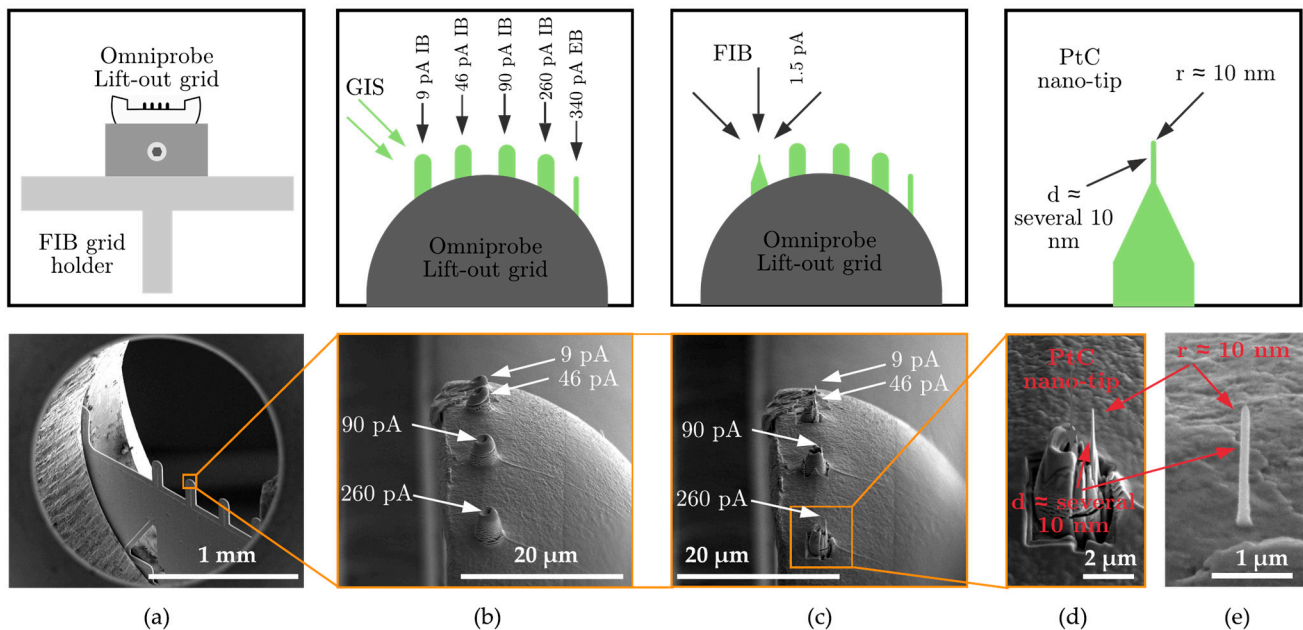 Omniprobe
Lift-out grid
FIB grid
holder
GIS
9 pA IB
46 pA IB
90 pA IB
260 pA IB
340 pA EB
Omniprobe
Lift-out grid
FIB
1.5 pA
Omniprobe
Lift-out grid
PtC
nano-tip
r ≈ 10 nm
d ≈
several 10
nm
1 mm
9 pA
46 pA
90 pA
260 pA
20 μm
9 pA
46 pA
90 pA
260 pA
20 μm
PtC
nano-tip
r ≈ 10 nm
d ≈ several
10 nm
2 μm
1 μm
(a)
(b)
(c)
(d)
(e)